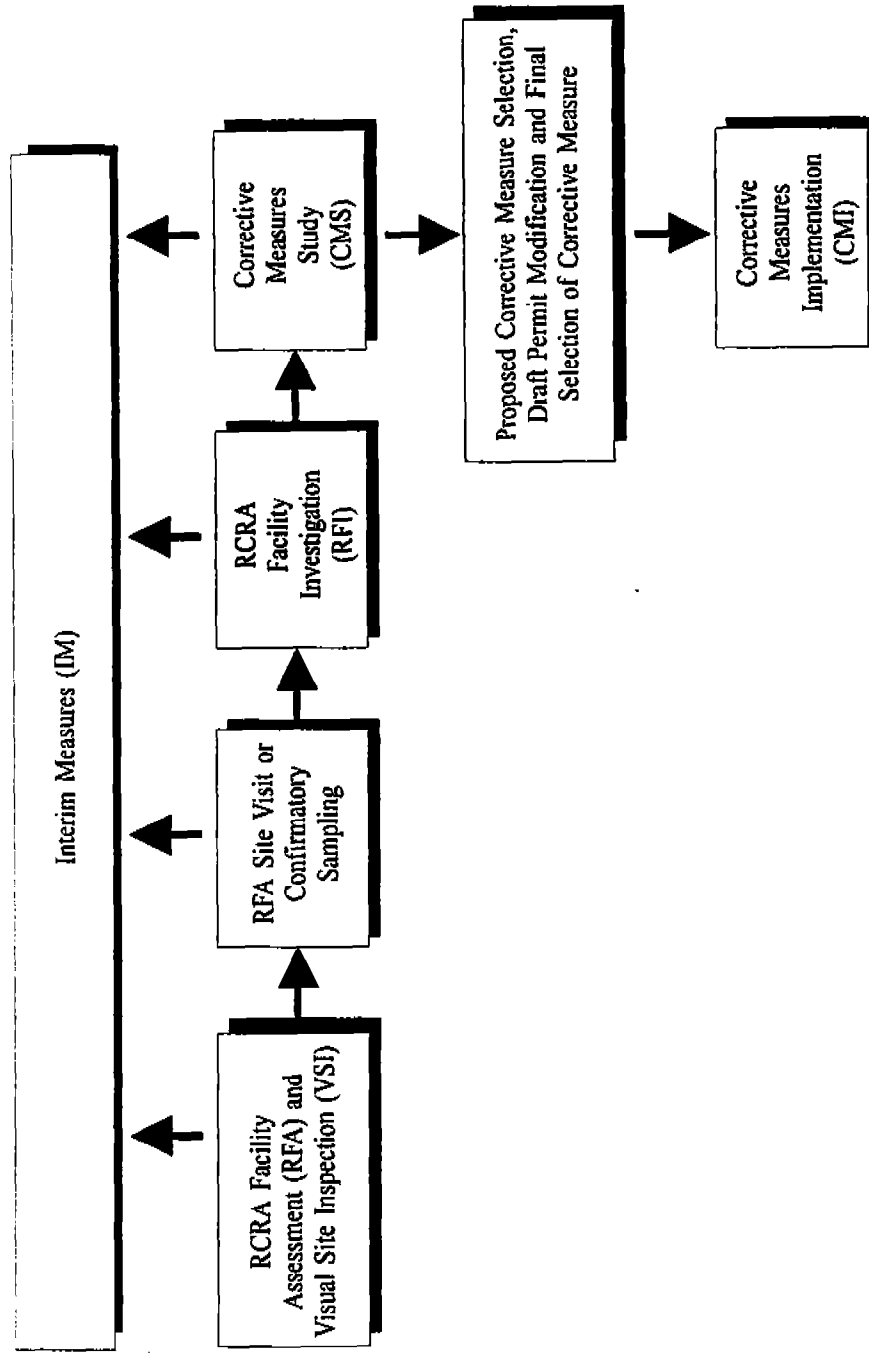 Interim Measures (IM)
RCRA Facility
Assessment (RFA) and
Visual Site Inspection (VSI)
RFA Site Visit or
Confirmatory
Sampling
RCRA
Facility
Investigation
(RFI)
Corrective
Measures
Study
(CMS)
Proposed Corrective Measure Selection,
Draft Permit Modification and Final
Selection of Corrective Measure
Corrective
Measures
Implementation
(CMI)